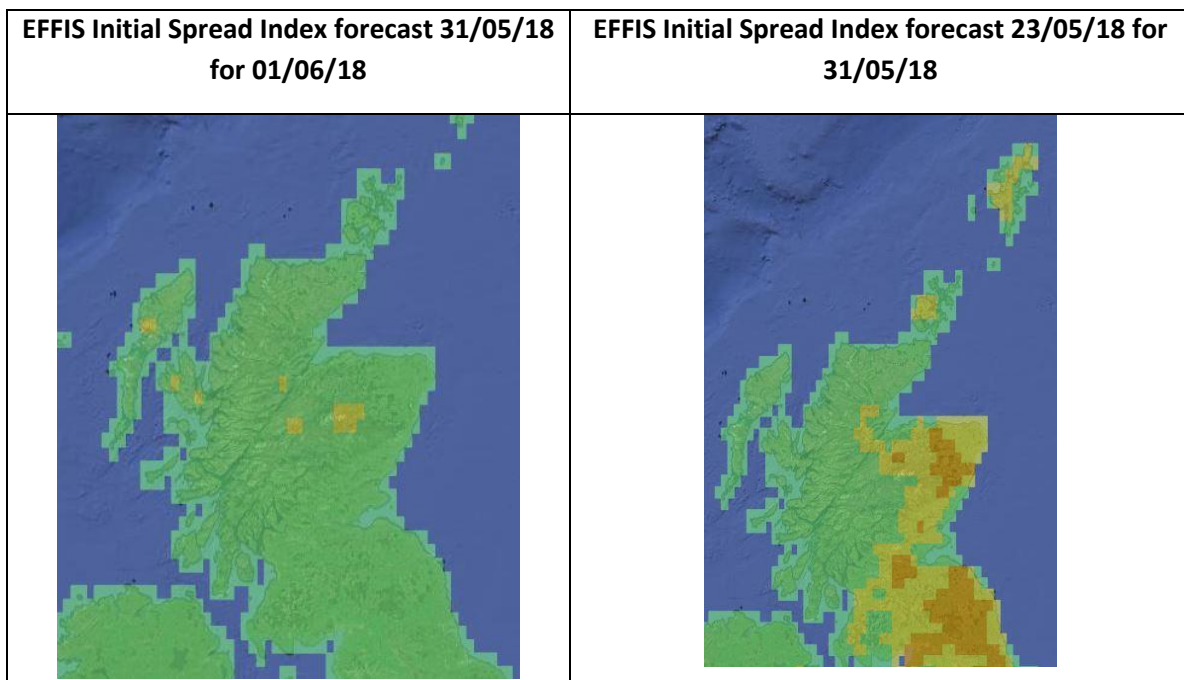 EFFIS Initial Spread Index forecast 31/05/18
for 01/06/18
EFFIS Initial Spread Index forecast 23/05/18 for
31/05/18